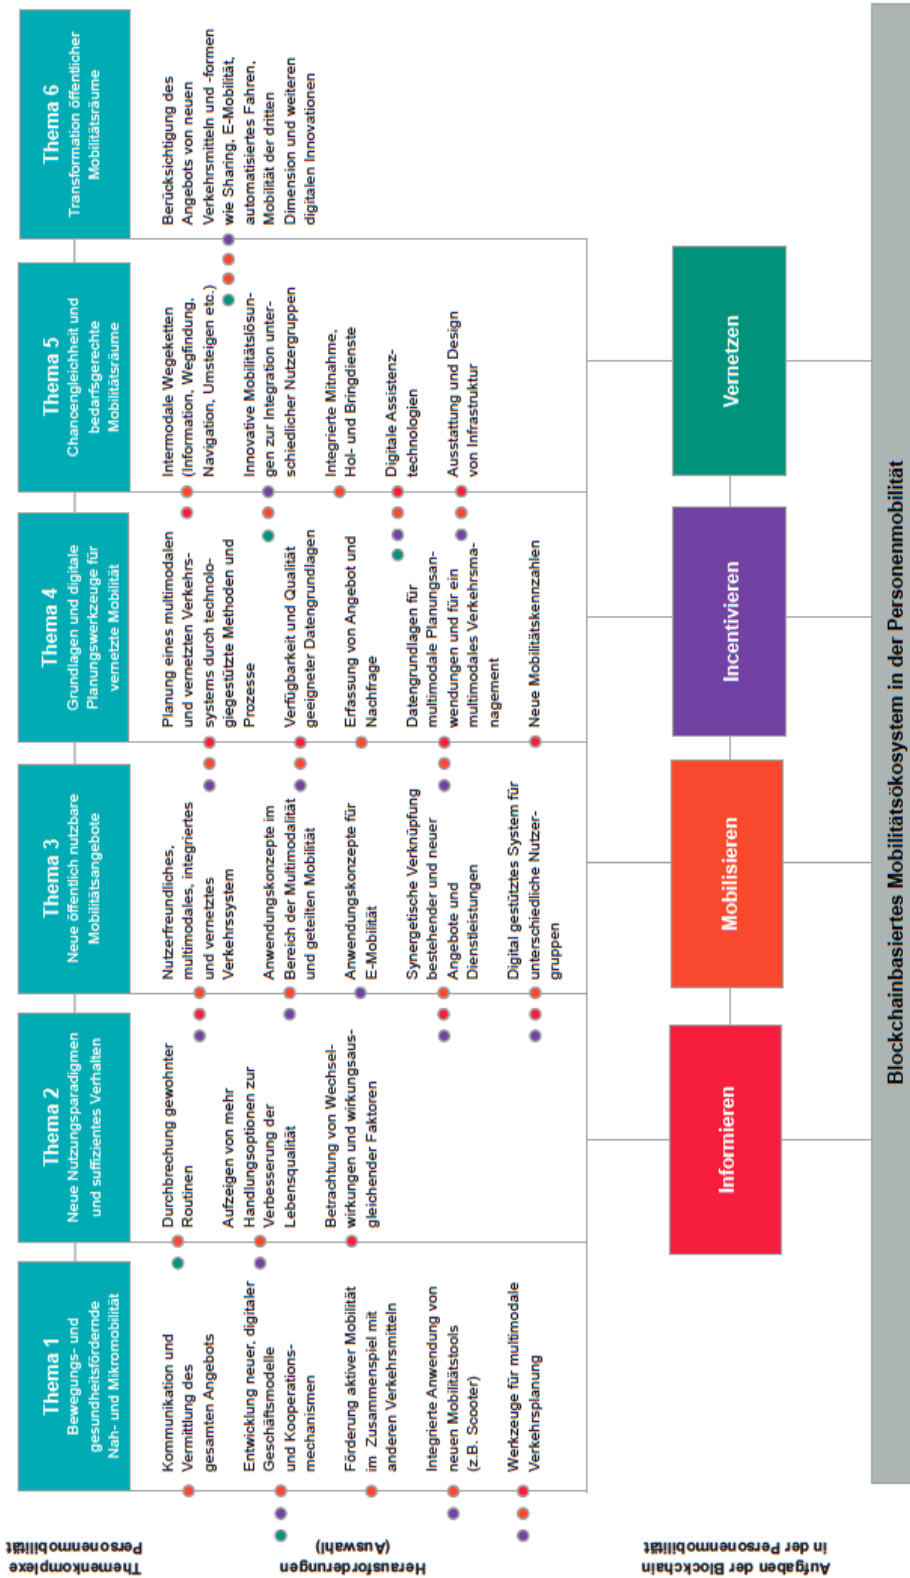 Themenkomplexe
Personenmobilität
Thema 1
Bewegungs- und
gesundheitsfördernde
Nah- und Mikromobilität
Thema 2
Neue Nutzungsparadigmen
und suffizientes Verhalten
Thema 3
Neue öffentlich nutzbare
Mobilitätsangebote
Thema 4
Grundlagen und digitale
Planungswerkzeuge für
vernetzte Mobilität
Thema 5
Chancengleichheit und
bedarfsgerechte
Mobilitätsräume
Thema 6
Transformation öffentlicher
Mobilitätsräume
Herausforderungen
(Auswahl)
Kommunikation und
Vermittlung des
gesamten Angebots
Entwicklung neuer, digitaler
Geschäftsmodelle
und Kooperations-
mechanismen
Förderung aktiver Mobilität
im Zusammenspiel mit
anderen Verkehrsmitteln
Integrierte Anwendung von
neuen Mobilitätstools
(z.B. Scooter)
Werkzeuge für multimodale
Verkehrsplanung
Durchbrechung gewohnter
Routinen
Aufzeigen von mehr
Handlungsoptionen zur
Verbesserung der
Lebensqualität
Betrachtung von Wechsel-
wirkungen und wirkungsaus-
gleichender Faktoren
Nutzerfreundliches,
multimodales, integriertes
und vernetztes
Verkehrssystem
Anwendungskonzepte im
Bereich der Multimodalität
und geteilten Mobilität
Anwendungskonzepte für
E-Mobilität
Synergetische Verknüpfung
bestehender und neuer
Angebote und
Dienstleistungen
Digital gestütztes System für
unterschiedliche Nutzer-
gruppen
Planung eines multimodalen
und vernetzten Verkehrs-
systems durch technolo-
giegestützte Methoden und
Prozesse
Verfügbarkeit und Qualität
geeigneter Datengrundlagen
Erfassung von Angebot und
Nachfrage
Datengrundlagen für
multimodale Planungsan-
wendungen und für ein
multimodales Verkehrsma-
nagement
Neue Mobilitätskennzahlen
Intermodale Wegeketten
(Information, Wegfindung,
Navigation, Umsteigen etc.)
Innovative Mobilitätslösun-
gen zur Integration unter-
schiedlicher Nutzergruppen
Integrierte Mitnahme,
Hol- und Bringdienste
Digitale Assistenz-
technologien
Ausstattung und Design
von Infrastruktur
Berücksichtigung des
Angebots von neuen
Verkehrsmitteln und -formen
wie Sharing, E-Mobilität,
automatisiertes Fahren,
Mobilität der dritten
Dimension und weiteren
digitalen Innovationen
Aufgaben der Blockchain
in der Personenmobilität
Informieren
Mobilisieren
Incentivieren
Vernetzen
Blockchainbasiertes Mobilitätsökosystem in der Personenmobilität